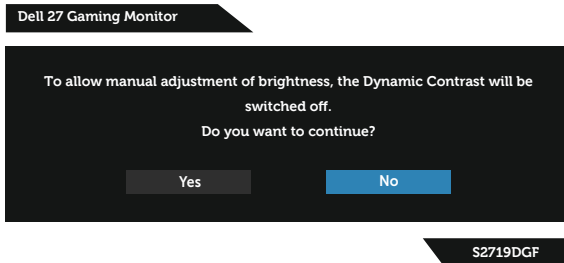 Dell 27 Gaming Monitor
To allow manual adjustment of brightness, the Dynamic Contrast will be
switched off.
Do you want to continue?
Yes
No
S2719DGF